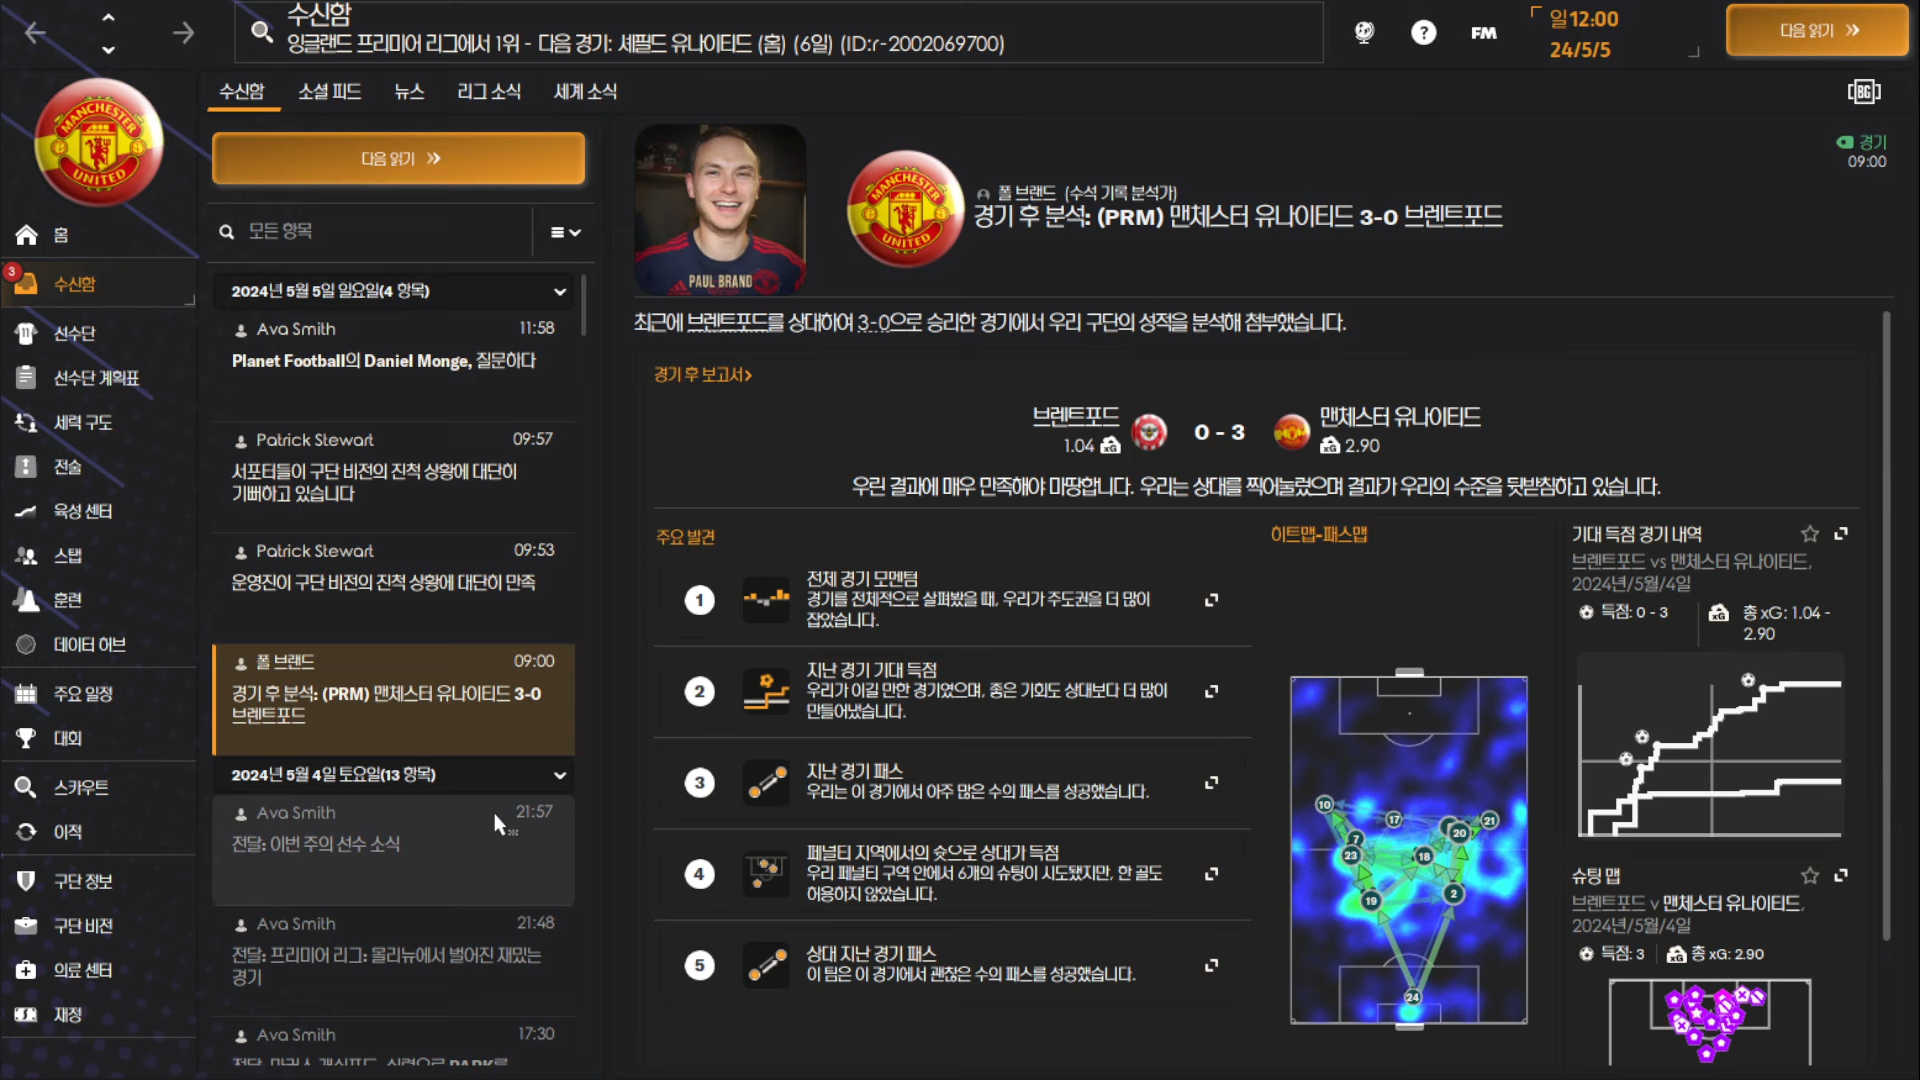 수신함
잉글랜드 프리미어 리그에서 1위 - 다음 경기: 셰필드 유나이티드 (홈) (6일) (ID:r-2002069700)
FM
일12:00
24/5/5
다음 읽기
MANCHESTER
UNITED
홈
3
수신함
선수단
선수단 계획표
세력 구도
전술
육성 센터
스탭
훈련
데이터 허브
주요 일정
대회
스카우트
이적
구단 정보
구단 비전
의료 센터
재정
수신함 소셜 피드 뉴스 리그 소식 세계 소식
다음 읽기
모든 항목
2024년 5월 5일 일요일(4 항목)
Ava Smith 11:58
Planet Football의 Daniel Monge, 질문하다
Patrick Stewart 09:57
서포터들이 구단 비전의 진척 상황에 대단히
기뻐하고 있습니다
Patrick Stewart 09:53
운영진이 구단 비전의 진척 상황에 대단히 만족
폴 브랜드 09:00
경기 후 분석: (PRM) 맨체스터 유나이티드 3-0
브렌트포드
2024년 5월 4일 토요일(13 항목)
Ava Smith 21:57
전달: 이번 주의 선수 소식
Ava Smith 21:48
전달: 프리미어 리그: 몰리뉴에서 벌어진 재밌는
경기
Ava Smith 17:30
PAUL BRAND
MANCHESTER
UNITED
폴 브랜드 (수석 기록 분석가)
경기 후 분석: (PRM) 맨체스터 유나이티드 3-0 브렌트포드
BG
경기
09:00
최근에 브렌트포드를 상대하여 3-0으로 승리한 경기에서 우리 구단의 성적을 분석해 첨부했습니다.
경기 후 보고서>
브렌트포드
1.04 xG
0 - 3
맨체스터 유나이티드
xG 2.90
우린 결과에 매우 만족해야 마땅합니다. 우리는 상대를 찍어눌렀으며 결과가 우리의 수준을 뒷받침하고 있습니다.
주요 발견
1
전체 경기 모멘텀
경기를 전체적으로 살펴봤을 때, 우리가 주도권을 더 많이
잡았습니다.
2
지난 경기 기대 득점
우리가 이길 만한 경기였으며, 좋은 기회도 상대보다 더 많이
만들어냈습니다.
3
지난 경기 패스
우리는 이 경기에서 아주 많은 수의 패스를 성공했습니다.
4
페널티 지역에서의 슛으로 상대가 득점
우리 페널티 구역 안에서 6개의 슈팅이 시도됐지만, 한 골도
허용하지 않았습니다.
5
상대 지난 경기 패스
이 팀은 이 경기에서 괜찮은 수의 패스를 성공했습니다.
히트맵-패스맵
10
17
21
7
20
23
18
19
2
24
기대 득점 경기 내역
브렌트포드 vs 맨체스터 유나이티드,
2024년/5월/4일
득점: 0 - 3
xG 총 xG: 1.04 -
2.90
슈팅 맵
브렌트포드 v 맨체스터 유나이티드,
2024년/5월/4일
득점: 3
xG 총 xG: 2.90